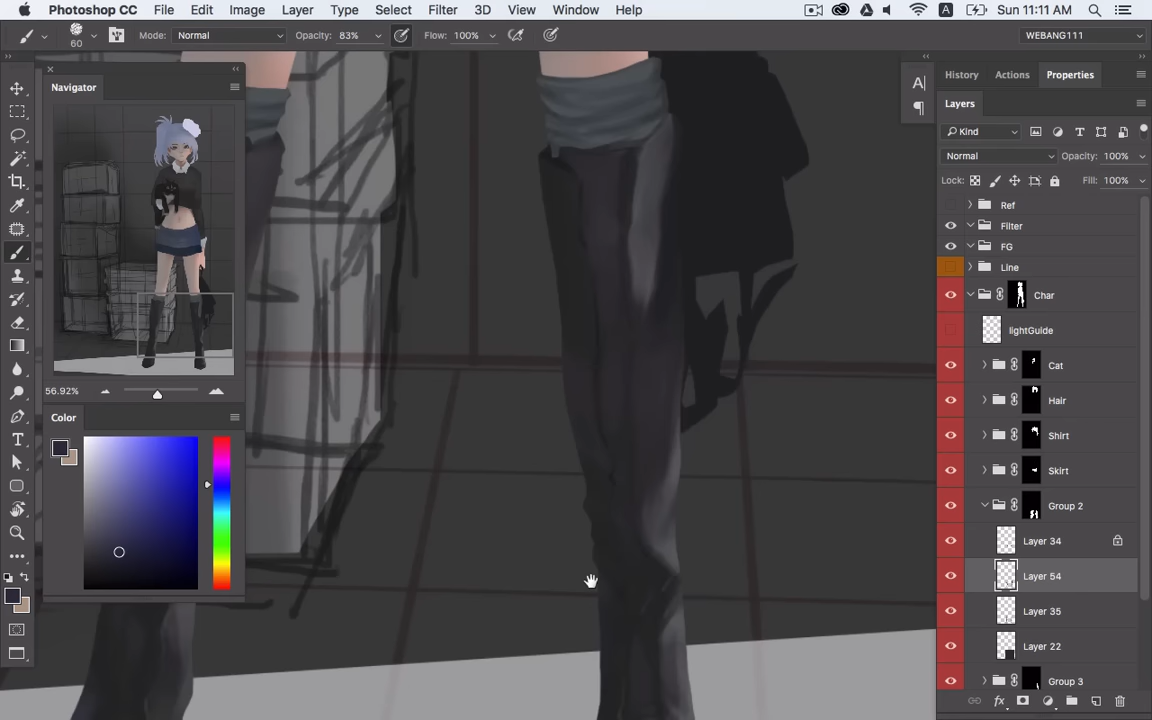 Photoshop CC File Edit Image Layer Type Select Filter 3D View Window Help A Sun 11:11 AM
60 Mode: Normal Opacity: 83% Flow: 100% WEBANG111
Navigator
56.92%
Color
History Actions Properties
Layers
Kind
Normal Opacity: 100%
Lock: Fill: 100%
Ref
Filter
FG
Line
Char
lightGuide
Cat
Hair
Shirt
Skirt
Group 2
Layer 34
Layer 54
Layer 35
Layer 22
Group 3
fx